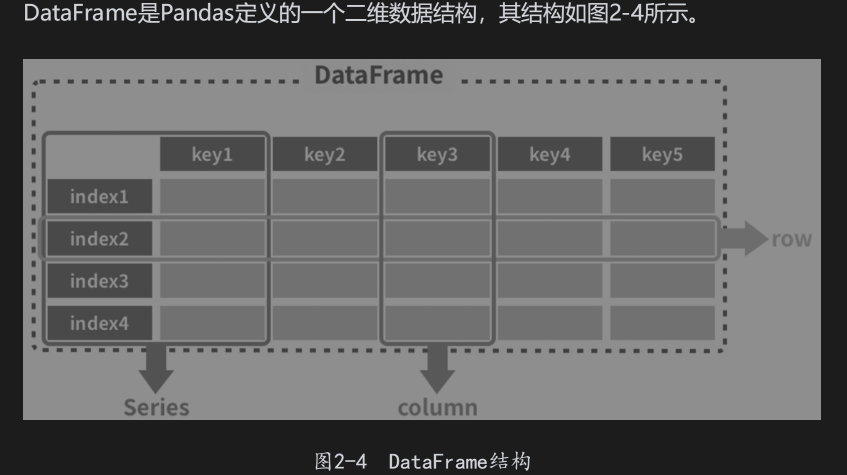 DataFrame是Pandas定义的一个二维数据结构，其结构如图2-4所示。
DataFrame
key1 key2 key3 key4 key5
index1
index2
row
index3
index4
Series column
图2-4 DataFrame结构